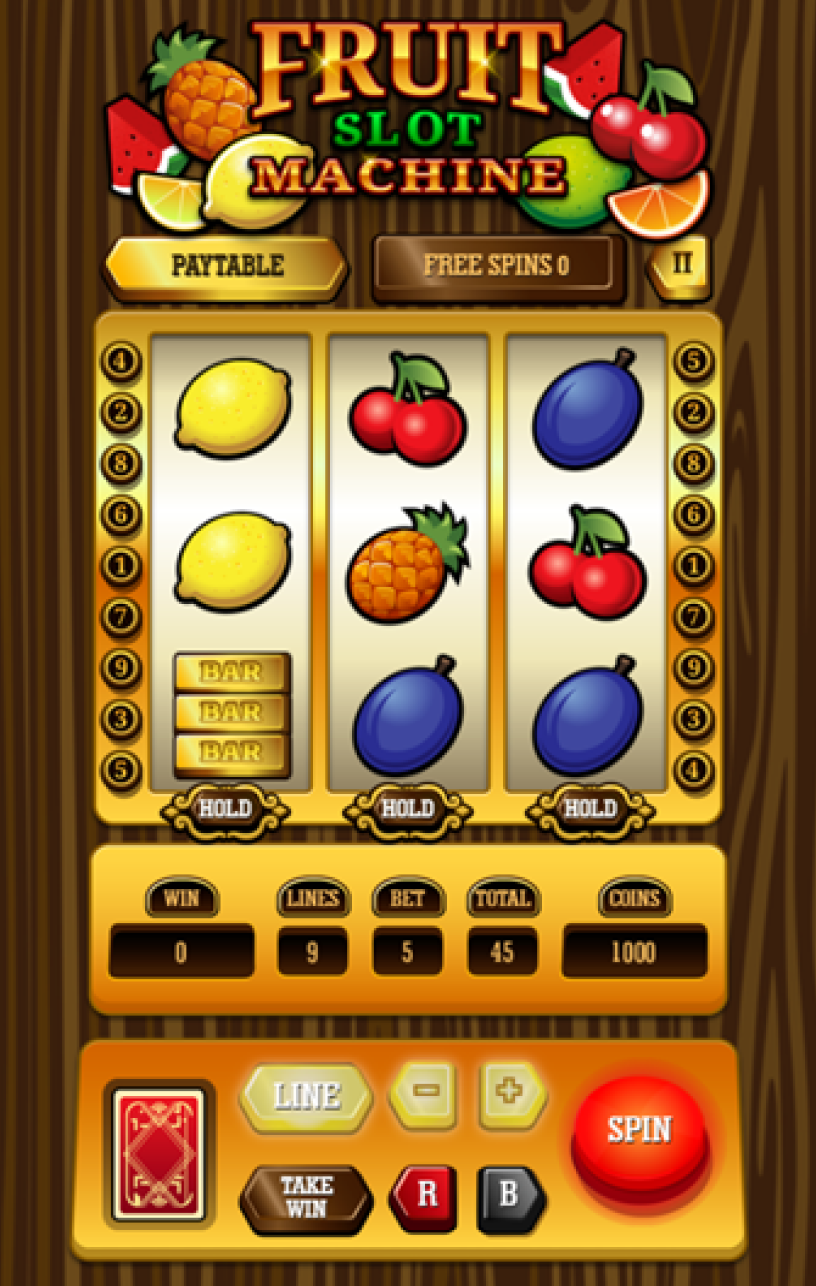 FRUIT
SLOT
MACHINE
PAYTABLE FREE SPINS 0 II
4 5
2 2
8 8
6 6
1 1
7 7
9 9
BAR
BAR
3 3
BAR
5 4
HOLD HOLD HOLD
WIN LINES BET TOTAL COINS
0 9 5 45 1000
LINE - +
SPIN
TAKE
WIN
R B